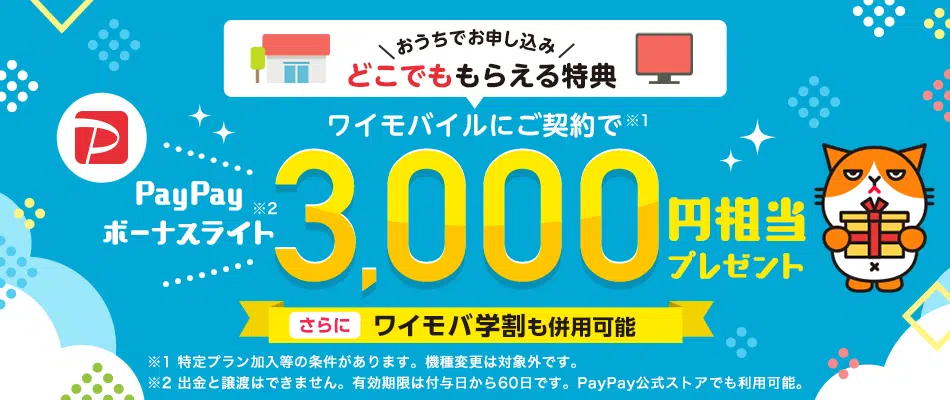 おうちでお申し込み
どこでももらえる特典
ワイモバイルにご契約で※1
PayPay
ボーナスライト※2
3,000円相当
プレゼント
さらに ワイモバ学割も併用可能
※1 特定プラン加入等の条件があります。機種変更は対象外です。
※2 出金と譲渡はできません。有効期限は付与日から60日です。PayPay公式ストアでも利用可能。